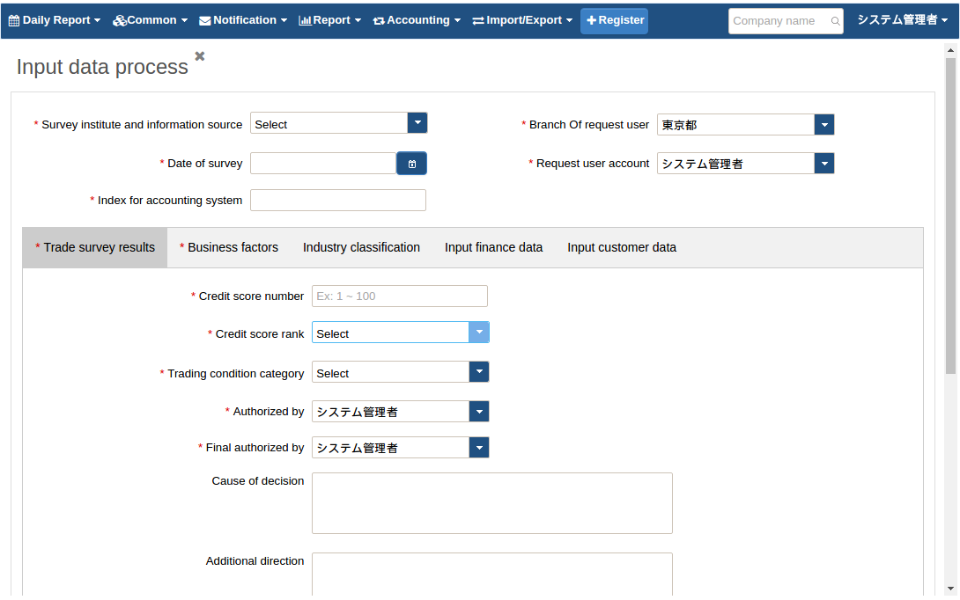 Daily Report Common Notification Report Accounting Import/Export + Register Company name システム管理者
Input data process ×
* Survey institute and information source Select * Branch Of request user 東京都
* Date of survey * Request user account システム管理者
* Index for accounting system
* Trade survey results * Business factors Industry classification Input finance data Input customer data
* Credit score number Ex: 1 ~ 100
* Credit score rank Select
* Trading condition category Select
* Authorized by システム管理者
* Final authorized by システム管理者
Cause of decision
Additional direction